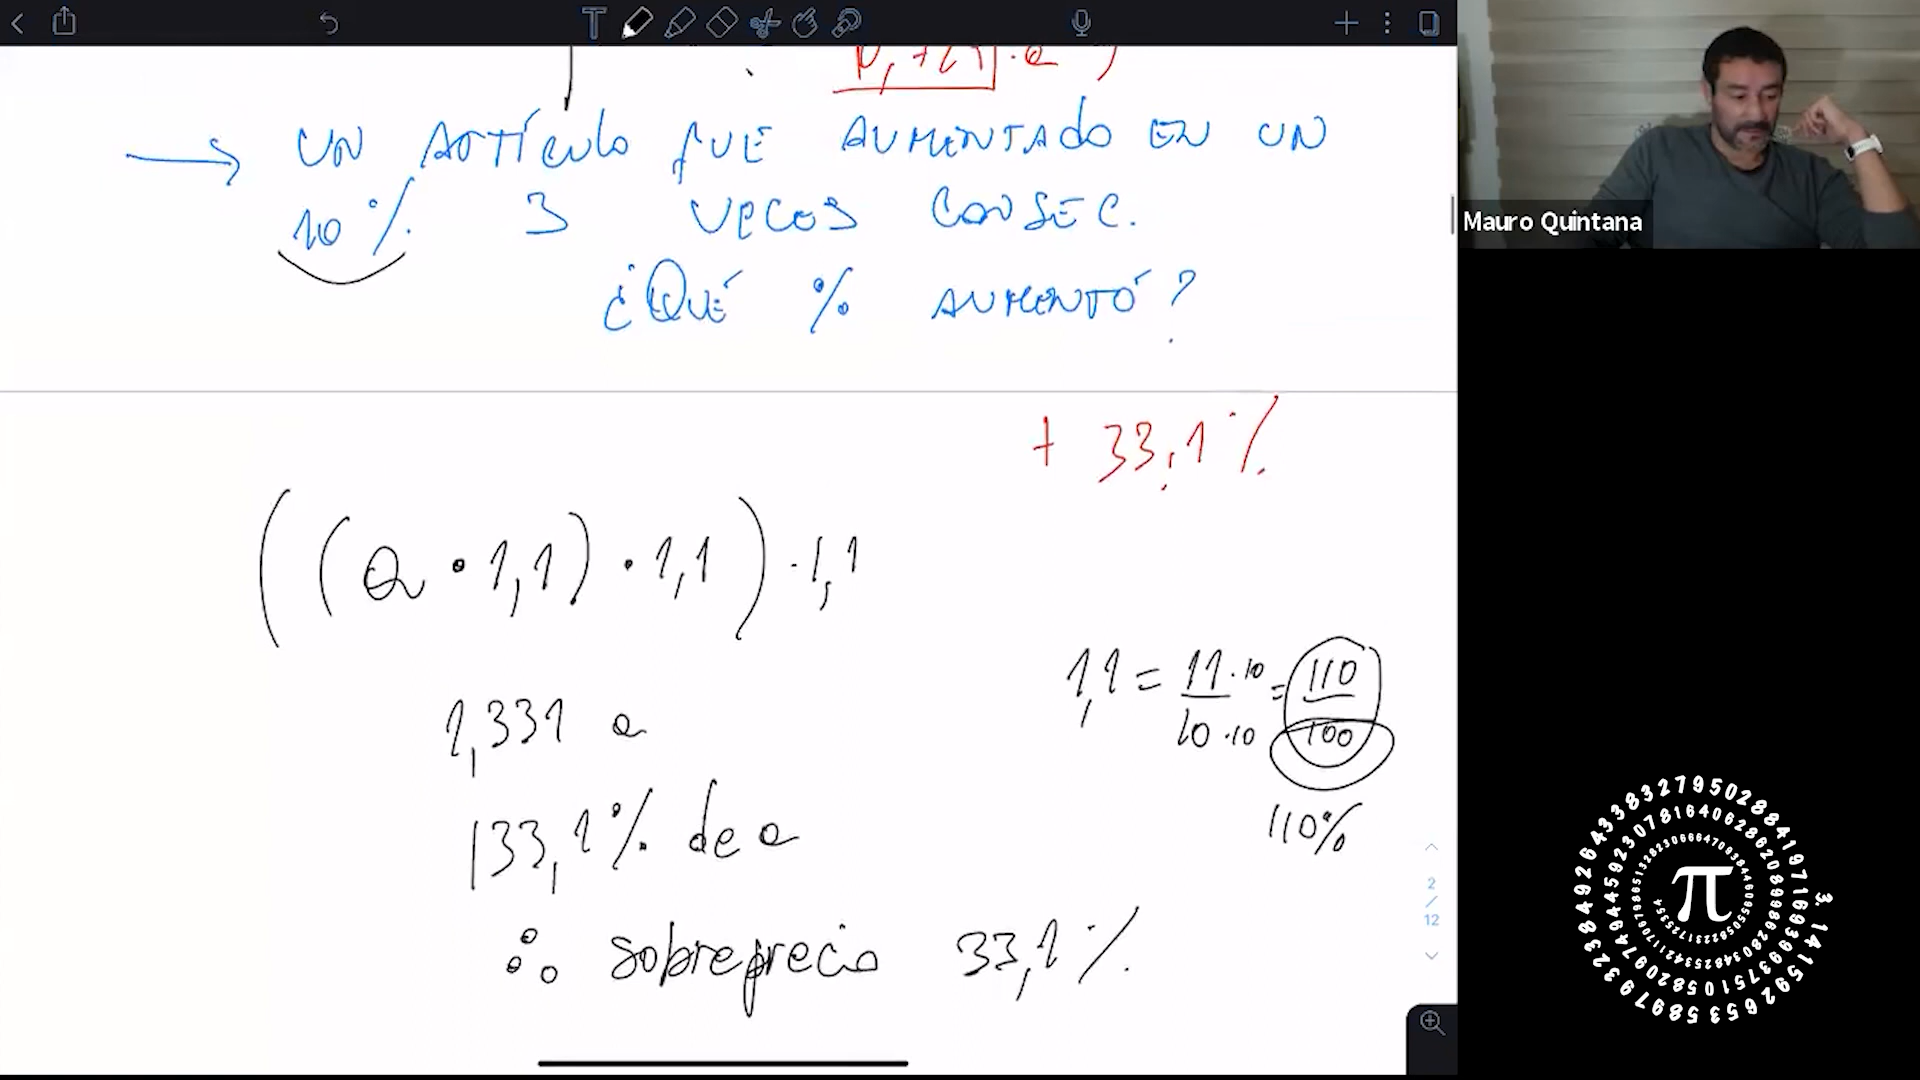 → UN ARTÍCULO FUE AUMENTADO EN UN
10% 3 VECES CONSEC.
¿QUÉ % AUMENTÓ?
+ 33,1%
((a • 1,1) · 1,1) · 1,1
1,331 a
133,1% de a
∴ sobreprecio 33,1%
1,1 = 11·10/10·10 = 110/100
110%
2
/
12
Mauro Quintana
π